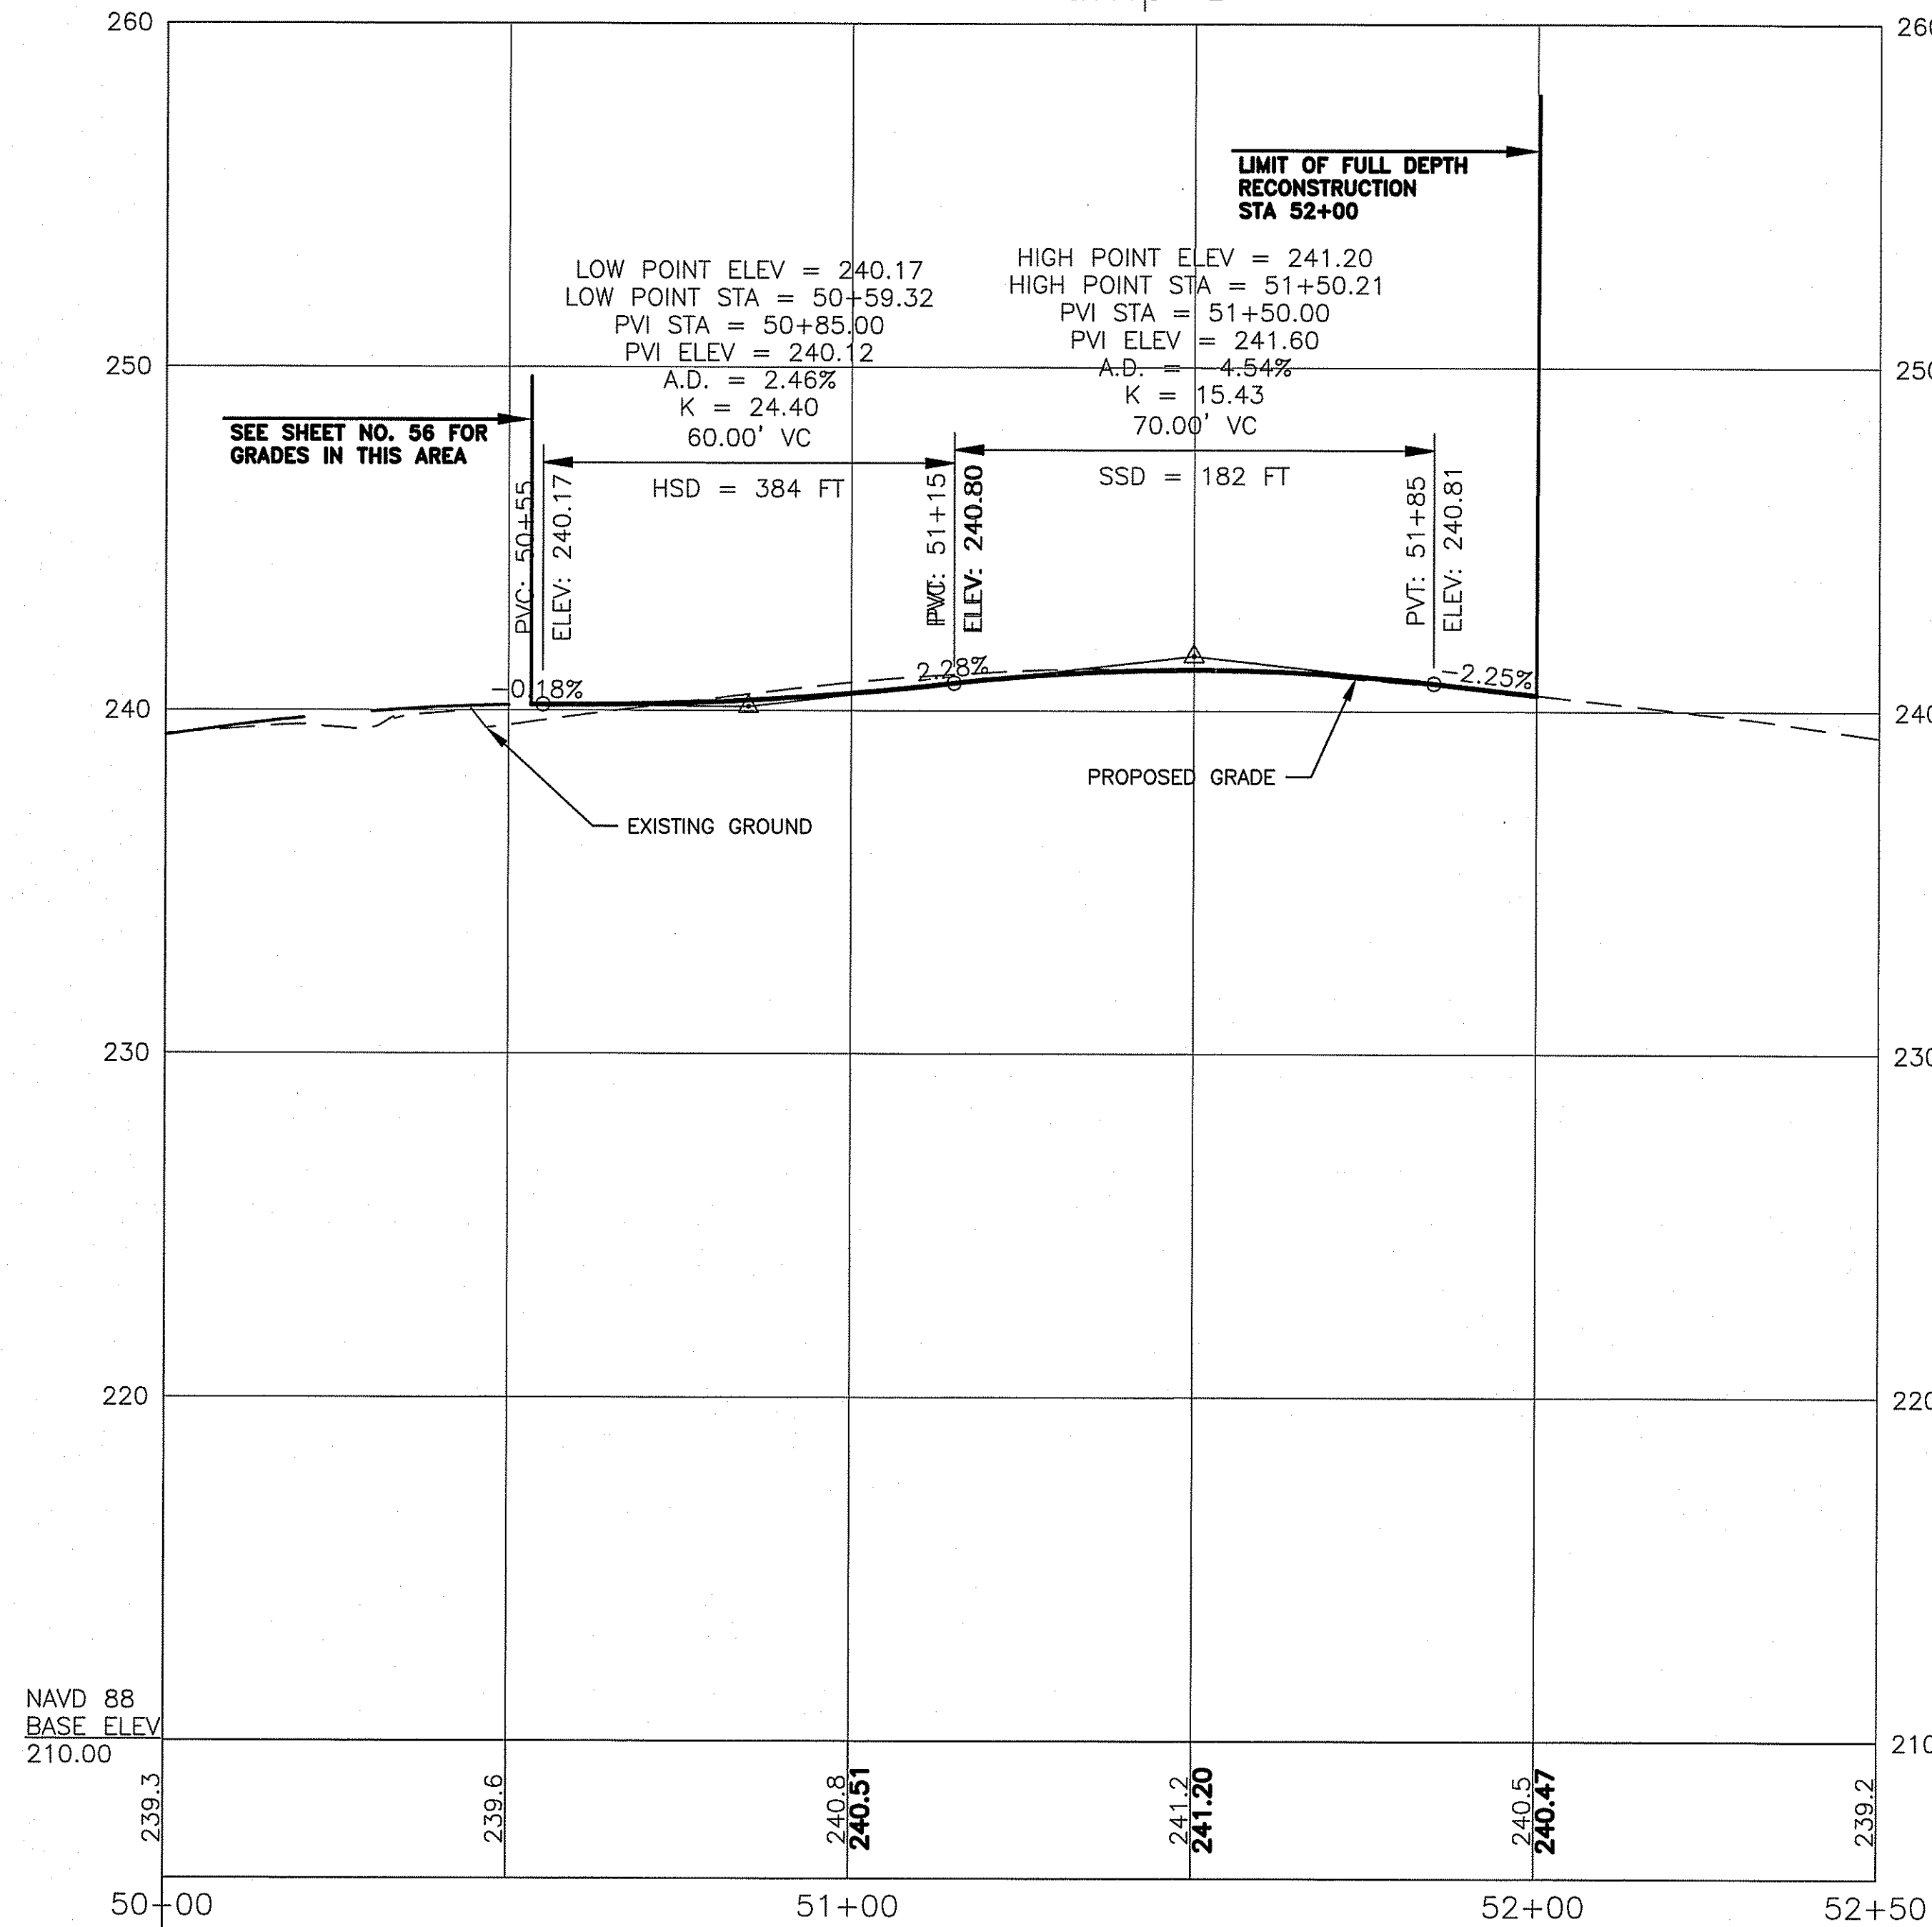 260
LIMIT OF FULL DEPTH
RECONSTRUCTION
STA 52+00
LOW POINT ELEV = 240.17
LOW POINT STA = 50+59.32
PVI STA = 50+85.00
PVI ELEV = 240.12
A.D. = 2.46%
K = 24.40
60.00' VC
HSD = 384 FT
HIGH POINT ELEV = 241.20
HIGH POINT STA = 51+50.21
PVI STA = 51+50.00
PVI ELEV = 241.60
A.D. = -4.54%
K = 15.43
70.00' VC
SSD = 182 FT
250
SEE SHEET NO. 56 FOR
GRADES IN THIS AREA
PVC: 50+55
ELEV: 240.17
51+15
ELEV: 240.80
PVT: 51+85
ELEV: 240.81
-0.18%
2.28%
-2.25%
240
PROPOSED GRADE
EXISTING GROUND
230
230
220
220
NAVD 88
BASE ELEV
210.00
210
239.3
239.6
240.8
240.51
241.2
241.20
240.5
240.47
239.2
50+00
51+00
52+00
52+50